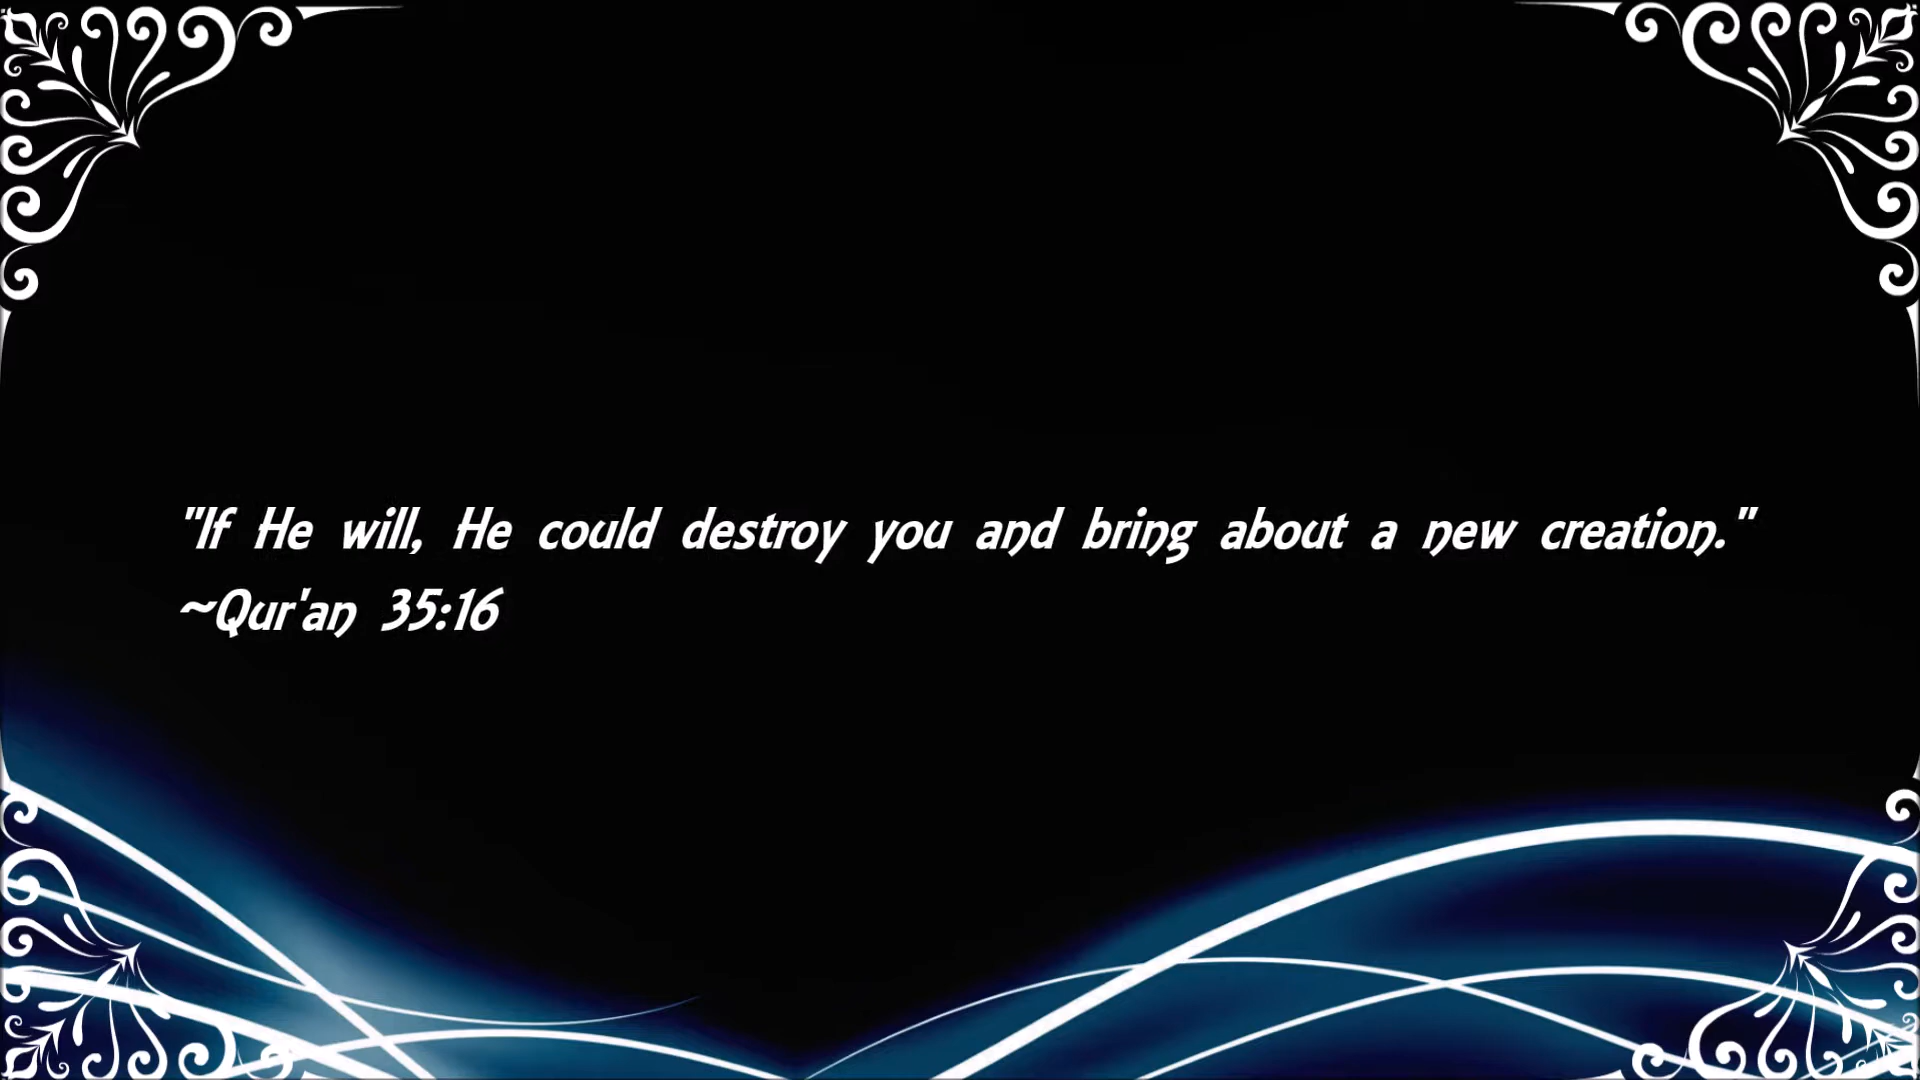 "If He will, He could destroy you and bring about a new creation."
~Qur'an 35:16